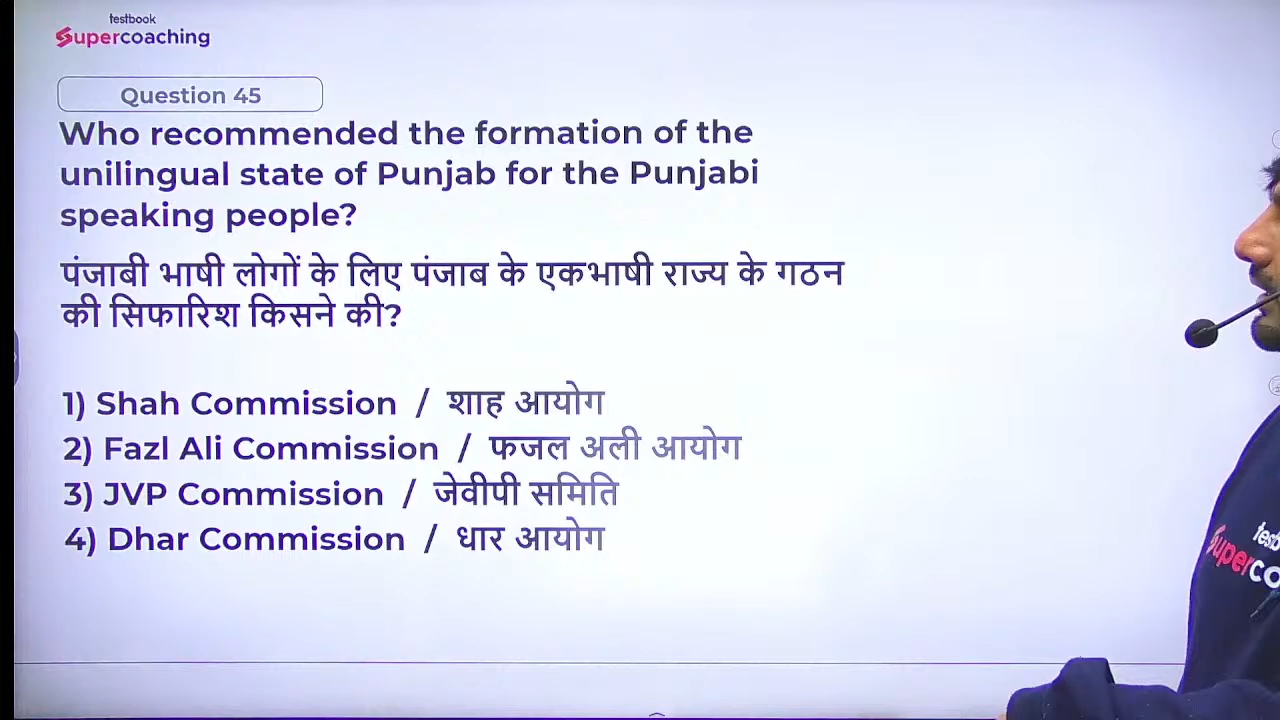 testbook
Supercoaching
Question 45
Who recommended the formation of the
unilingual state of Punjab for the Punjabi
speaking people?
पंजाबी भाषी लोगों के लिए पंजाब के एकभाषी राज्य के गठन
की सिफारिश किसने की?
1) Shah Commission / शाह आयोग
2) Fazl Ali Commission / फजल अली आयोग
3) JVP Commission / जेवीपी समिति
4) Dhar Commission / धार आयोग